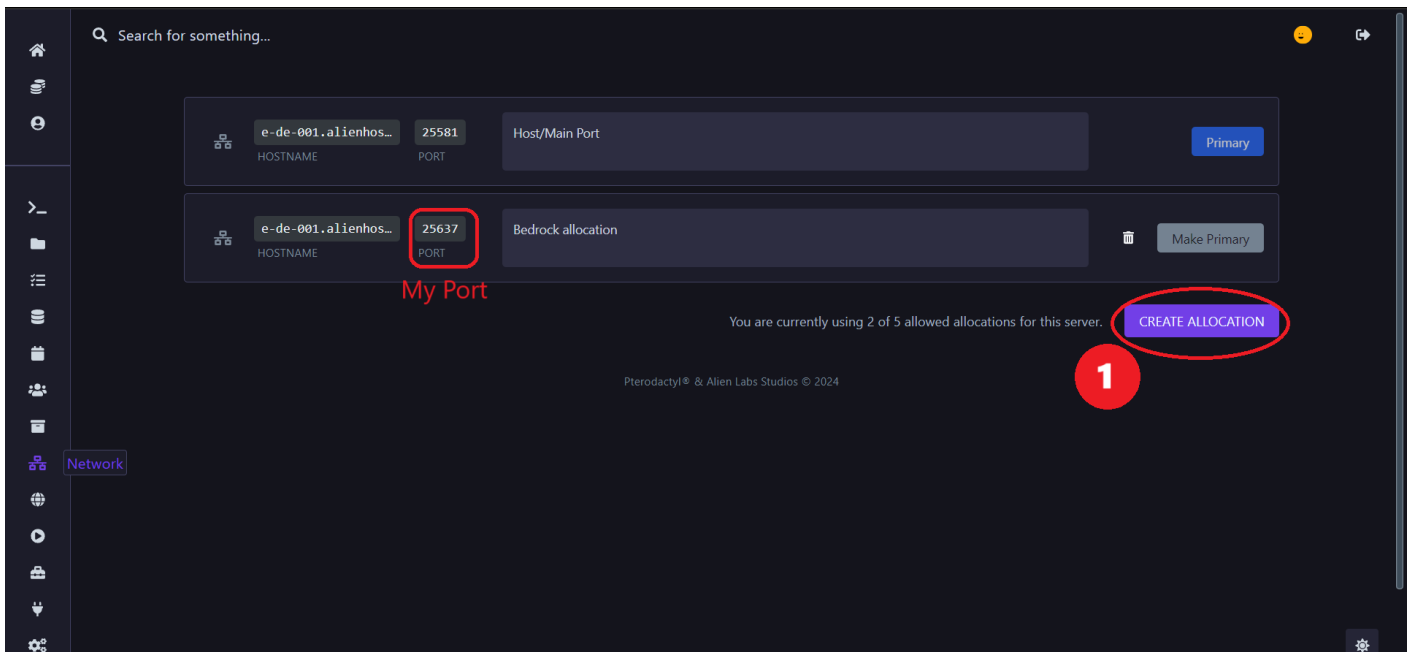 Search for something...
e-de-001.alienhos…
25581
Host/Main Port
Primary
HOSTNAME
PORT
e-de-001.alienhos…
25637
Bedrock allocation
Make Primary
HOSTNAME
PORT
My Port
You are currently using 2 of 5 allowed allocations for this server.
CREATE ALLOCATION
1
Pterodactyl® & Alien Labs Studios © 2024
Network